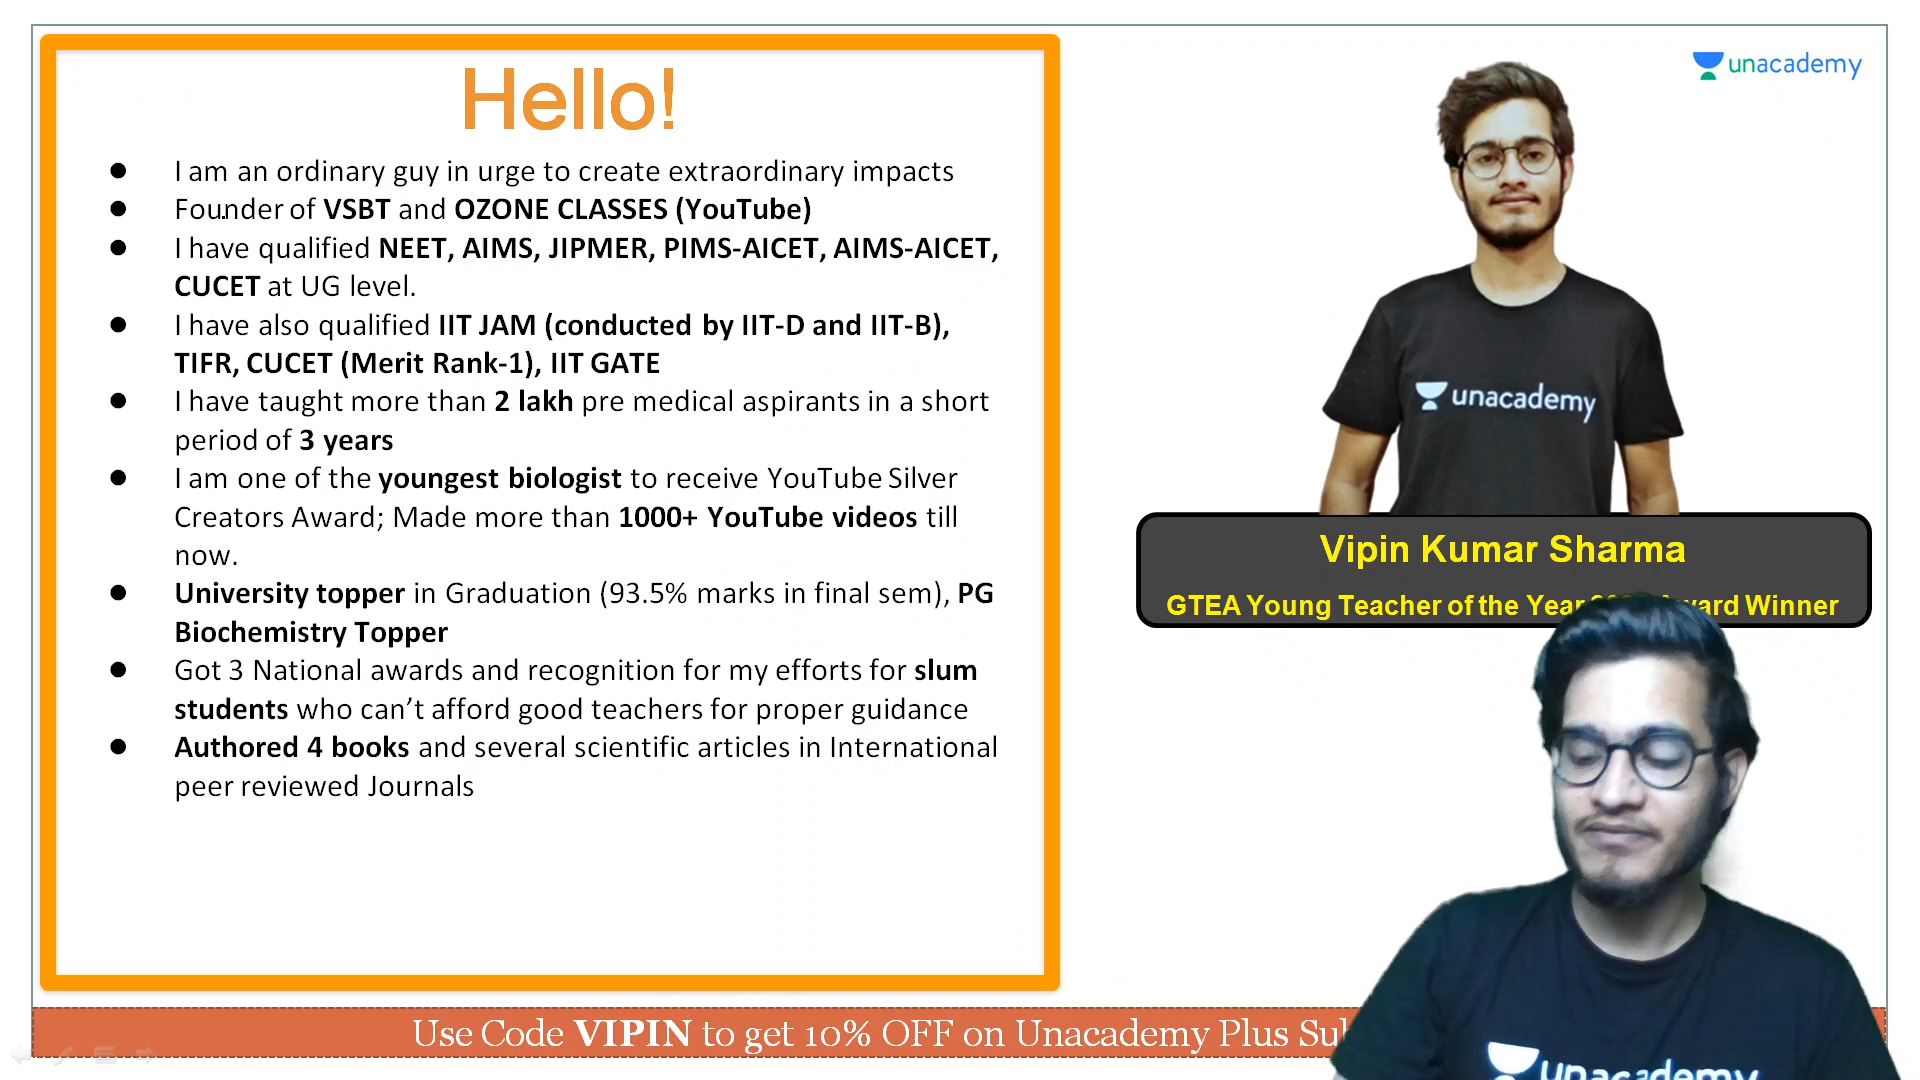 Hello!
I am an ordinary guy in urge to create extraordinary impacts
Founder of VSBT and OZONE CLASSES (YouTube)
I have qualified NEET, AIMS, JIPMER, PIMS-AICET, AIMS-AICET,
CUCET at UG level.
I have also qualified IIT JAM (conducted by IIT-D and IIT-B),
TIFR, CUCET (Merit Rank-1), IIT GATE
I have taught more than 2 lakh pre medical aspirants in a short
period of 3 years
I am one of the youngest biologist to receive YouTube Silver
Creators Award; Made more than 1000+ YouTube videos till
now.
University topper in Graduation (93.5% marks in final sem), PG
Biochemistry Topper
Got 3 National awards and recognition for my efforts for slum
students who can't afford good teachers for proper guidance
Authored 4 books and several scientific articles in International
peer reviewed Journals
unacademy
unacademy
Vipin Kumar Sharma
GTEA Young Teacher of the Year Award Winner
Use Code VIPIN to get 10% OFF on Unacademy Plus
unacademy